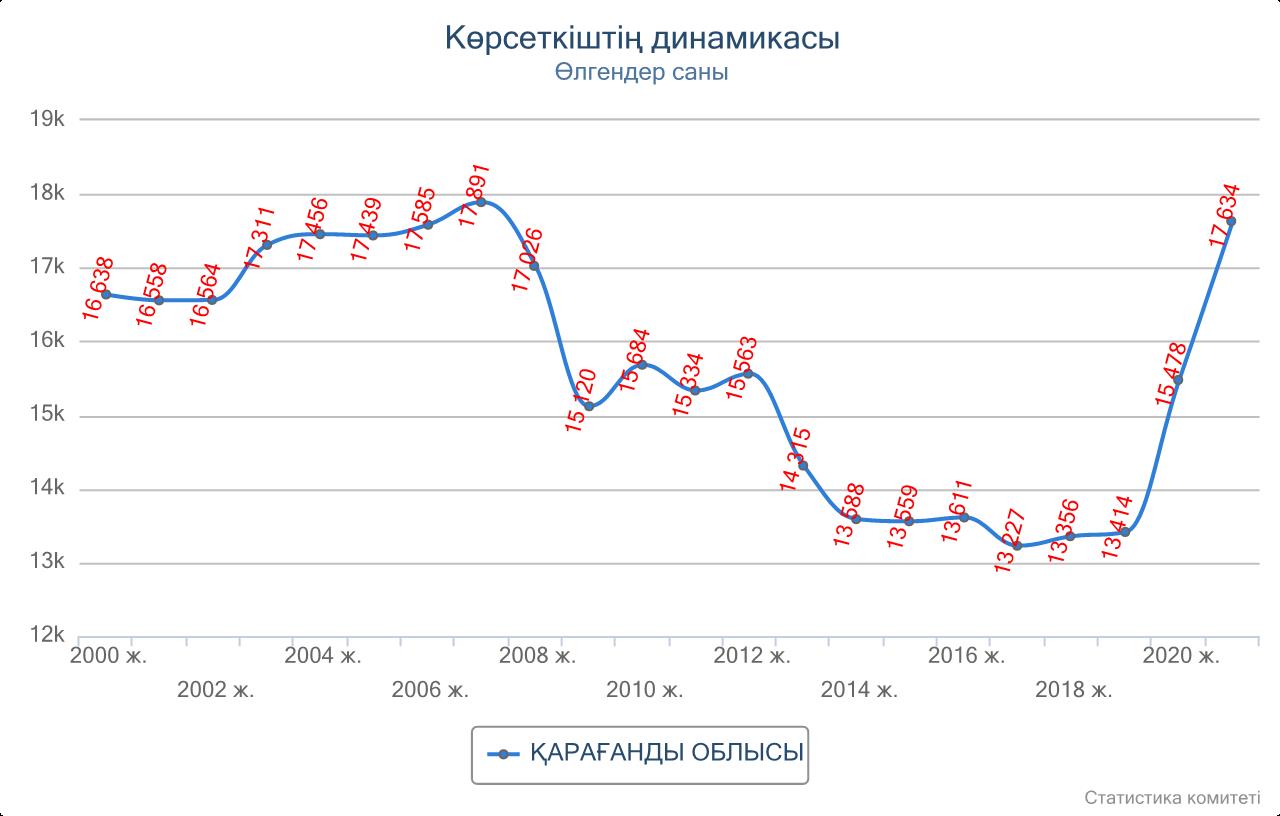 Көрсеткіштің динамикасы
Өлгендер саны
19k
18k
17k
16k
15k
14k
13k
12k
16 638
16 558
16 564
17 311
17 456
17 439
17 585
17 891
17 026
15 120
15 684
15 334
15 563
14 315
13 588
13 559
13 611
13 227
13 356
13 414
15 478
17 634
2000 ж.
2004 ж.
2008 ж.
2012 ж.
2016 ж.
2020 ж.
2002 ж.
2006 ж.
2010 ж.
2014 ж.
2018 ж.
ҚАРАҒАНДЫ ОБЛЫСЫ
Статистика комитеті